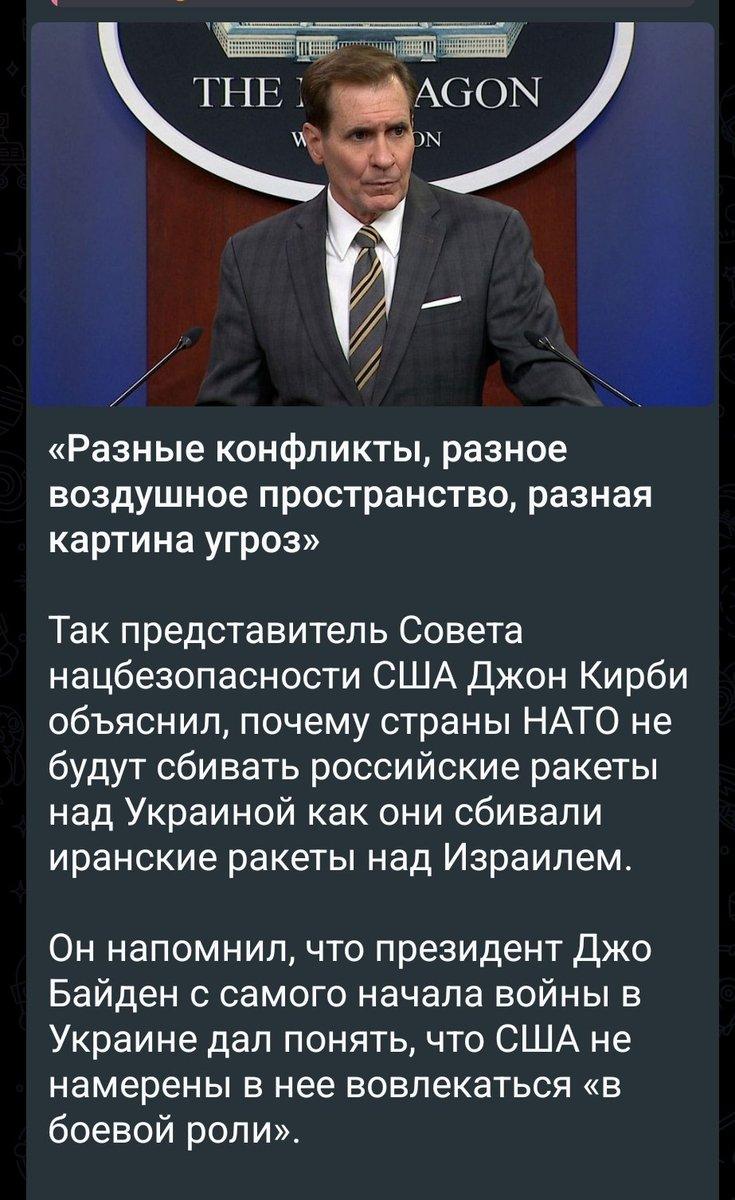 THE AGON
W ON
«Разные конфликты, разное
воздушное пространство, разная
картина угроз»
Так представитель Совета
нацбезопасности США Джон Кирби
объяснил, почему страны НАТО не
будут сбивать российские ракеты
над Украиной как они сбивали
иранские ракеты над Израилем.
Он напомнил, что президент Джо
Байден с самого начала войны в
Украине дал понять, что США не
намерены в нее вовлекаться «в
боевой роли».